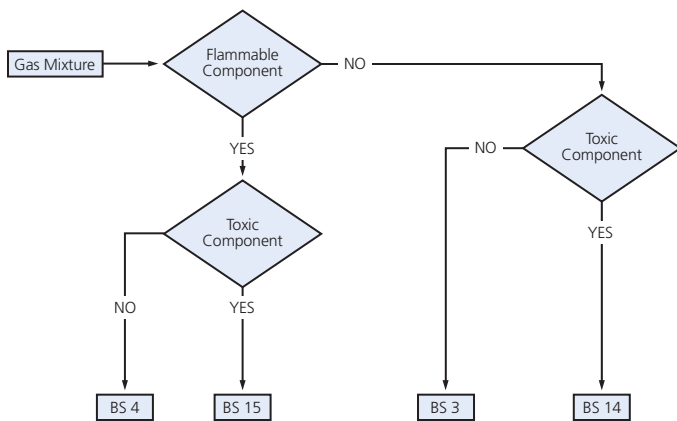 Flammable
Component
Gas Mixture
NO
Toxic
Component
YES
NO
Toxic
Component
YES
NO
YES
BS 4
BS 15
BS 3
BS 14